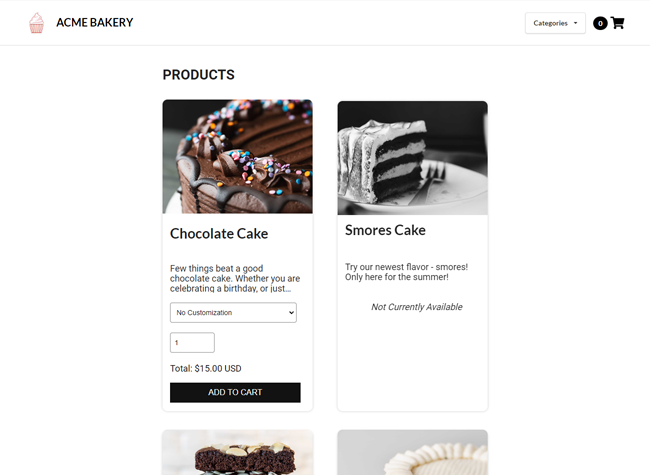 ACME BAKERY
Categories
0
PRODUCTS
Chocolate Cake
Few things beat a good
chocolate cake. Whether you are
celebrating a birthday, or just…
No Customization
1
Total: $15.00 USD
ADD TO CART
Smores Cake
Try our newest flavor - smores!
Only here for the summer!
Not Currently Available